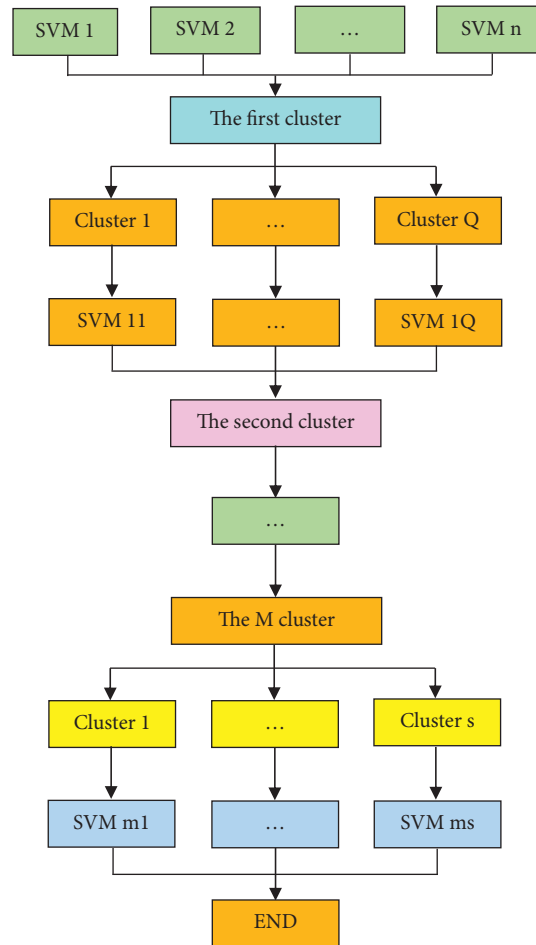 SVM 1
SVM 2
…
SVM n
The first cluster
Cluster 1
…
Cluster Q
SVM 11
…
SVM 1Q
The second cluster
…
The M cluster
Cluster 1
…
Cluster s
SVM m1
…
SVM ms
END